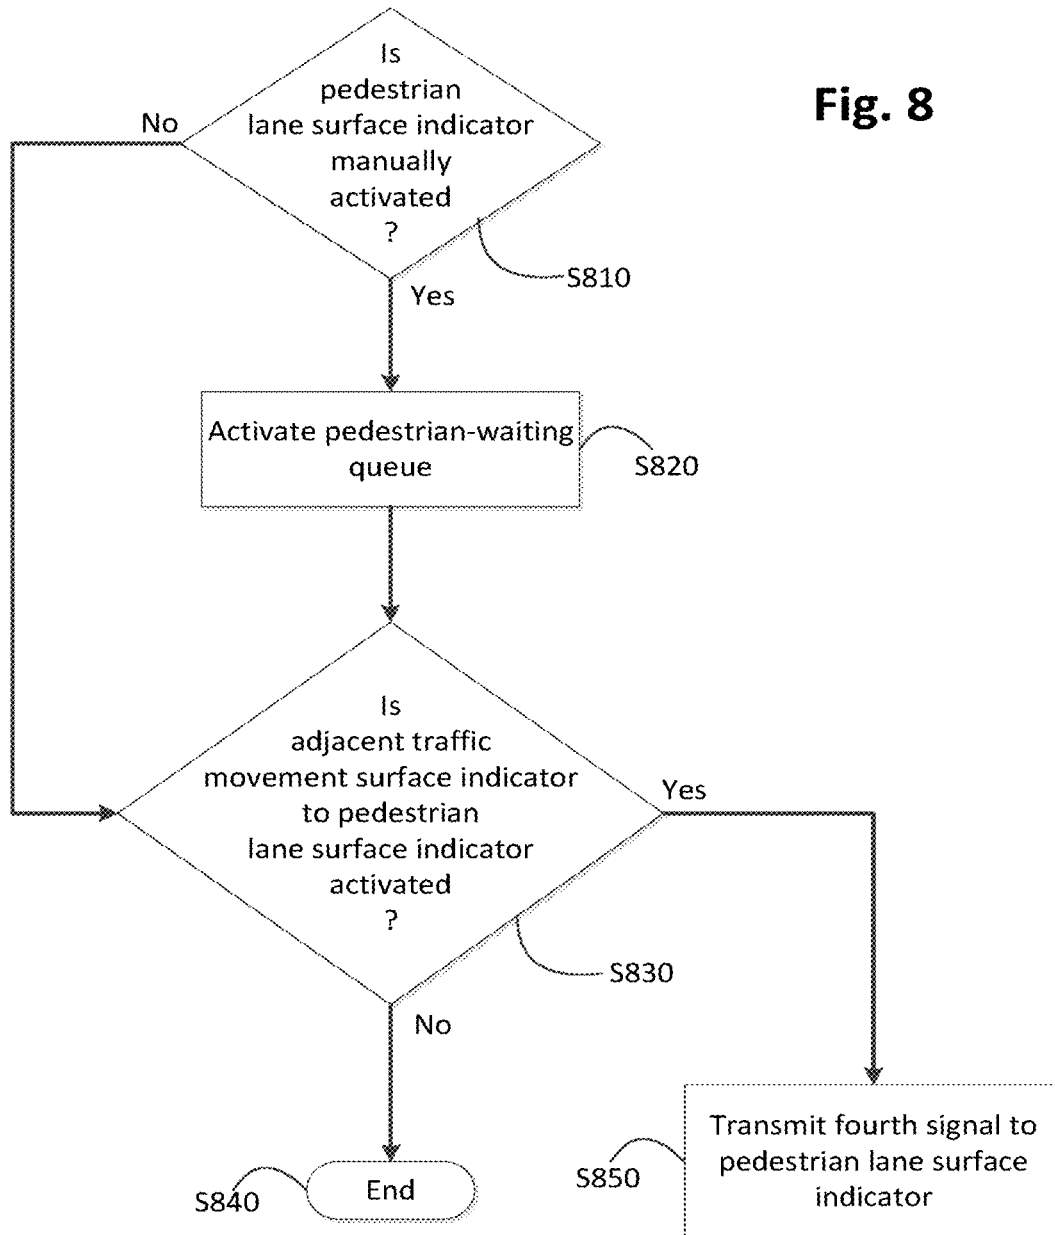 Fig. 8
Is
pedestrian
lane surface indicator
manually
activated
?
No
Yes
S810
Activate pedestrian-waiting
queue
S820
Is
adjacent traffic
movement surface indicator
to pedestrian
lane surface indicator
activated
?
Yes
S830
No
End
S840
Transmit fourth signal to
pedestrian lane surface
indicator
S850